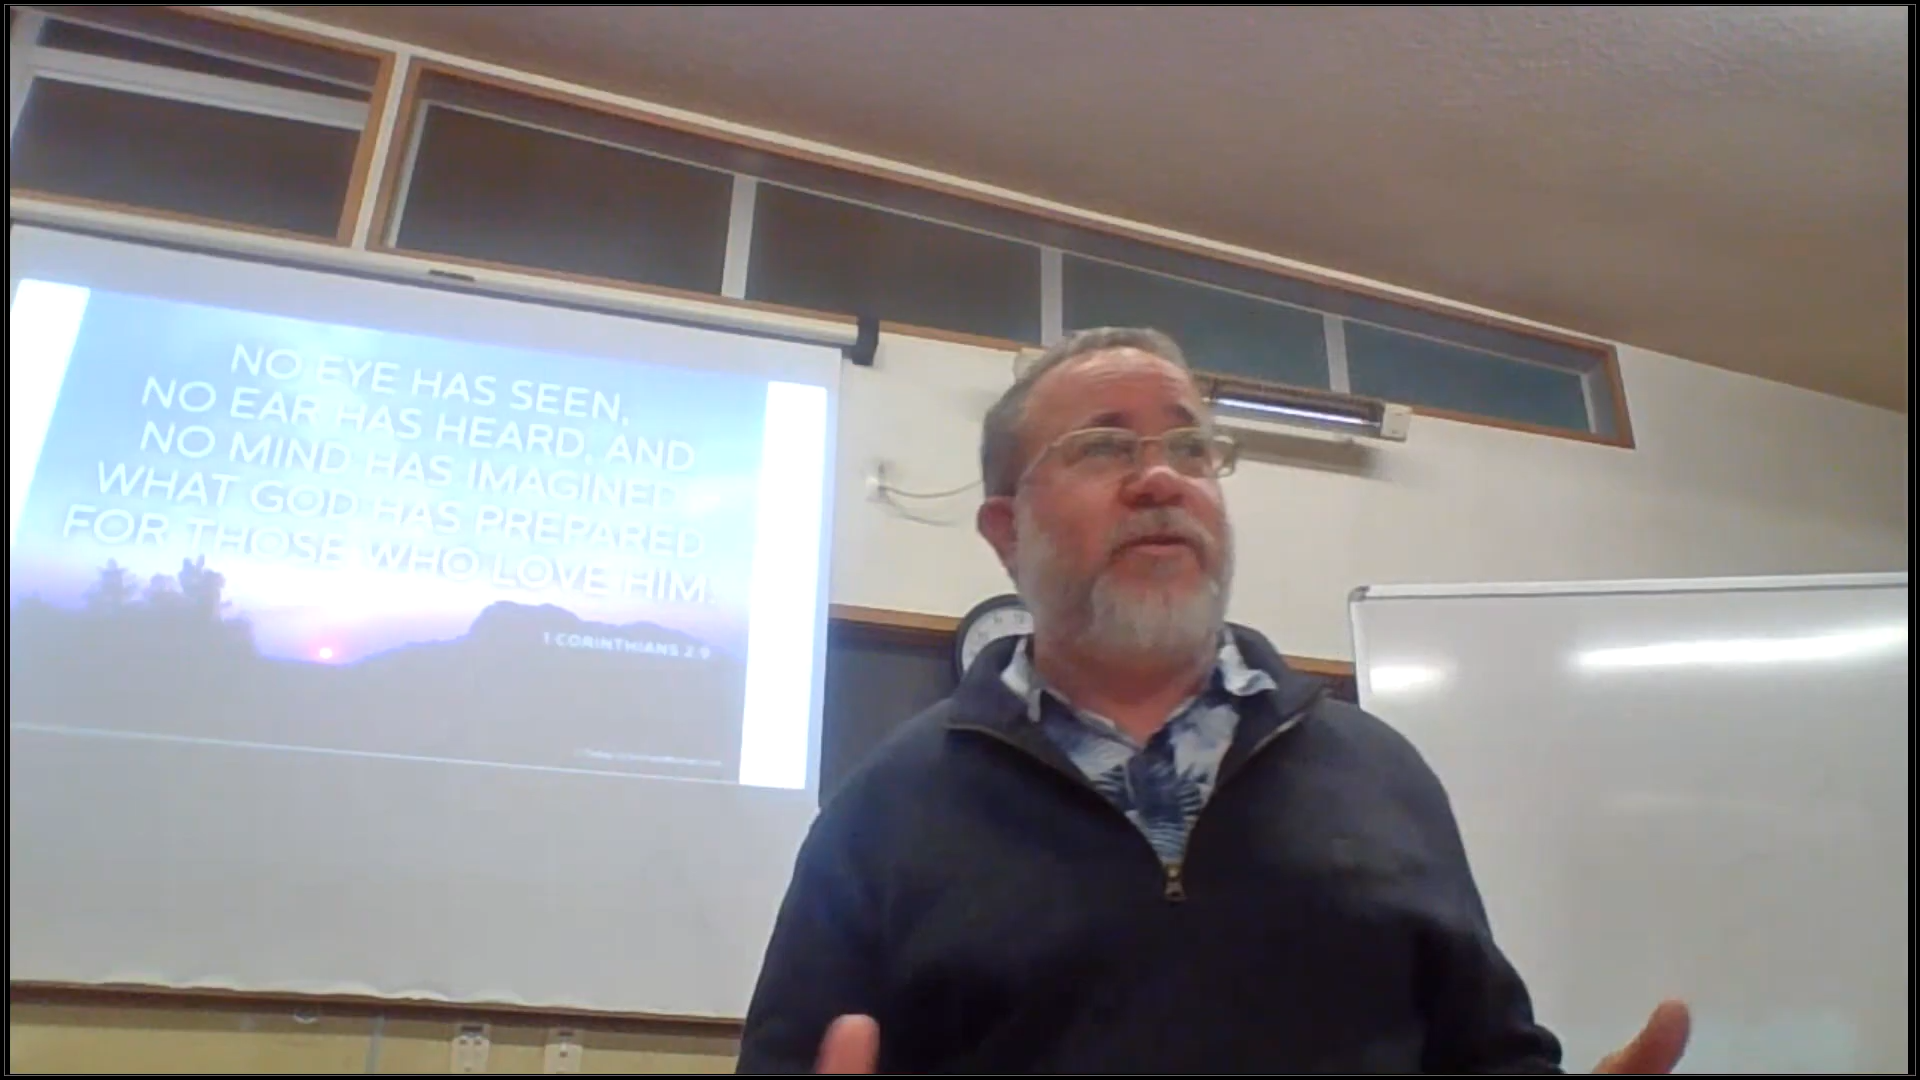 NO EYE HAS SEEN,
NO EAR HAS HEARD, AND
NO MIND HAS IMAGINED
WHAT GOD HAS PREPARED
FOR THOSE WHO LOVE HIM.
1 CORINTHIANS 2:9